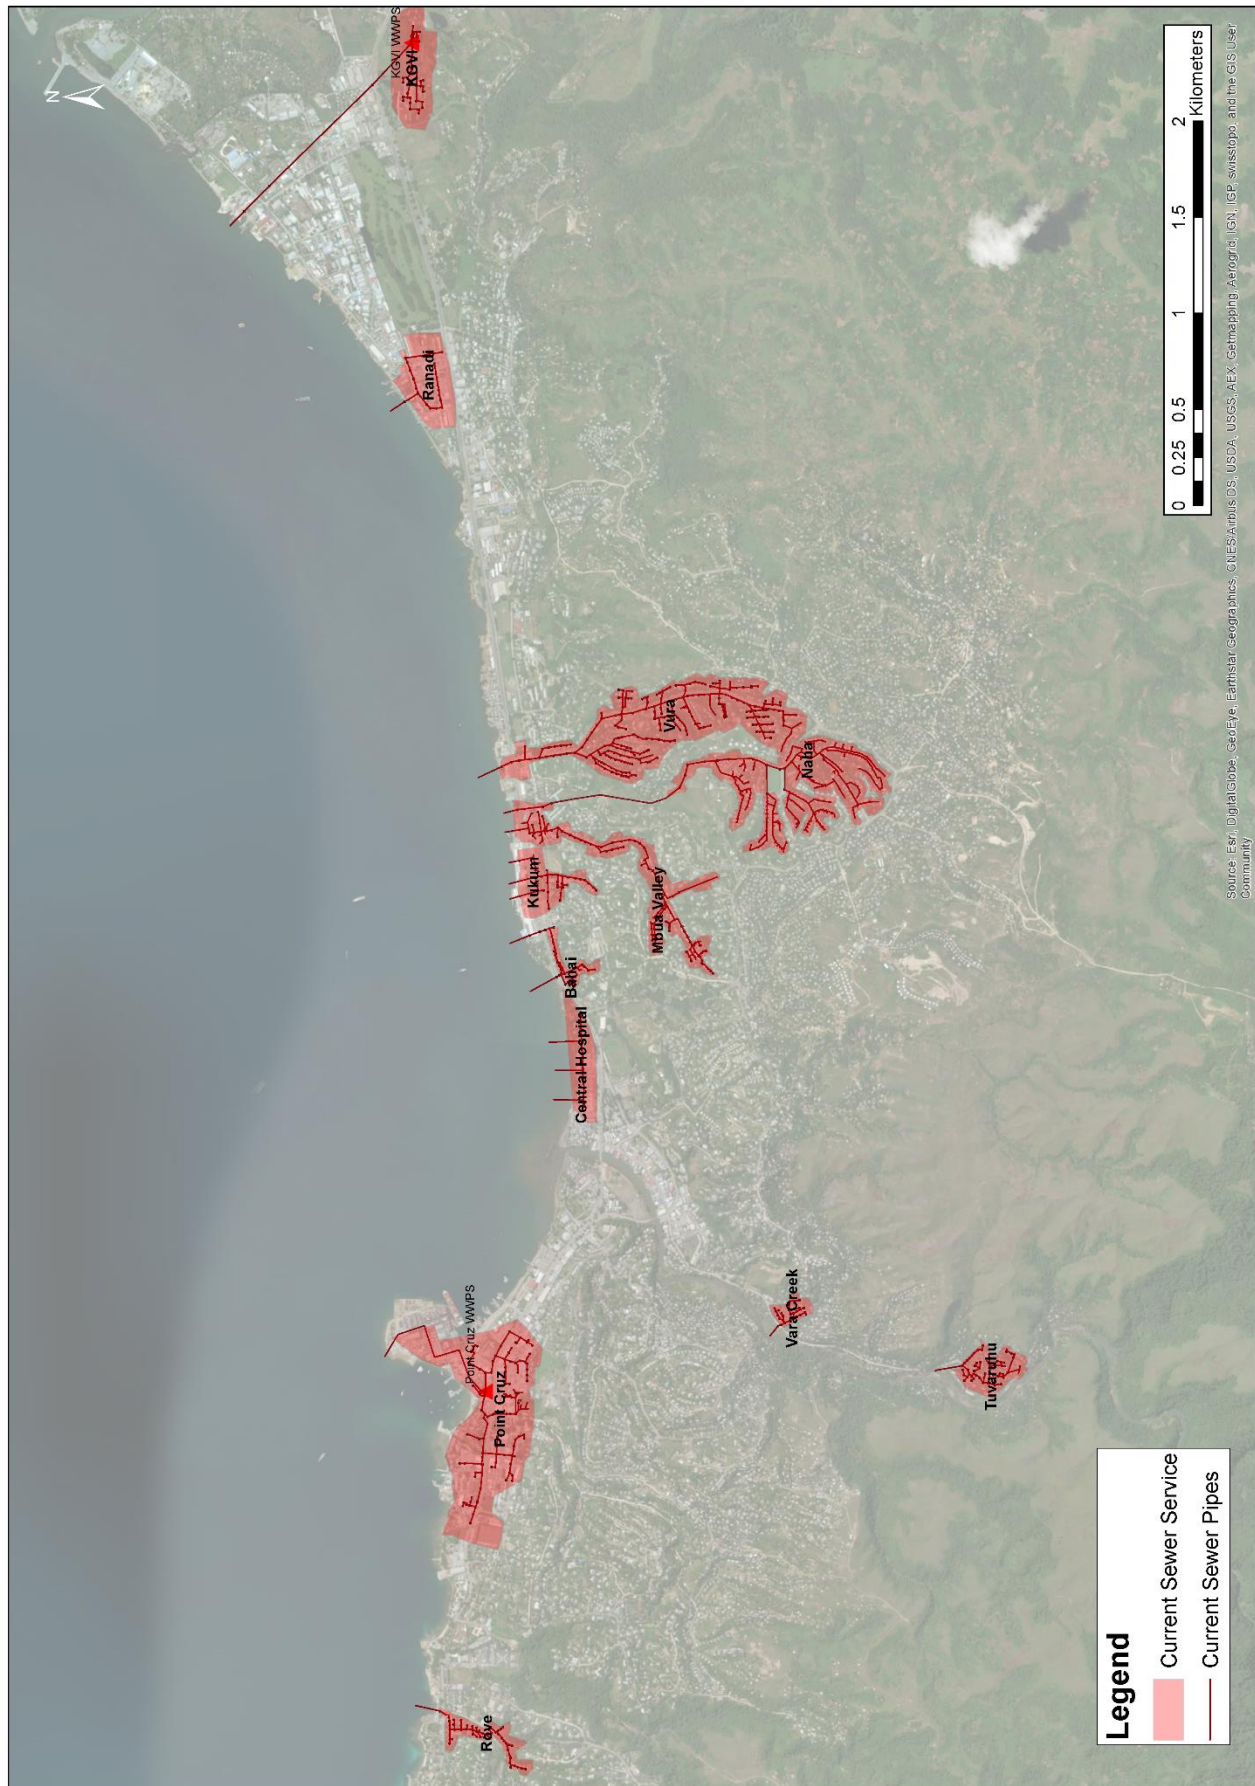 N
KGVI WWPS
KGVI
Ranadi
Vura
Naha
Kukum
Mbua Valley
Babai
Central Hospital
Point Cruz WWPS
Point Cruz
Vara Creek
Tuvaruhu
Rove
Legend
Current Sewer Service
Current Sewer Pipes
0 0.25 0.5 1 1.5 2
Kilometers
Source: Esri, DigitalGlobe, GeoEye, Earthstar Geographics, CNES/Airbus DS, USDA, USGS, AEX, Getmapping, Aerogrid, IGN, IGP, swisstopo, and the GIS User
Community